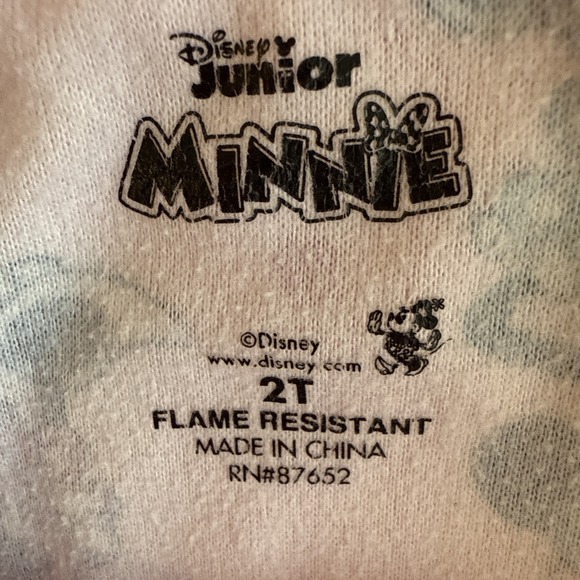 Disney
Junior
MINNIE
©Disney
www.disney.com
2T
FLAME RESISTANT
MADE IN CHINA
RN#87652